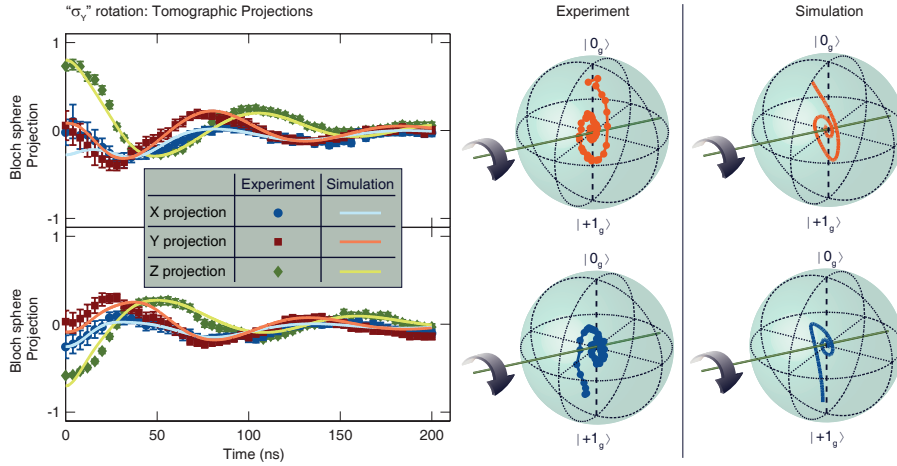 “σY” rotation: Tomographic Projections
Experiment
Simulation
1
0
-1
Bloch sphere
Projection
|0g⟩
|0g⟩
|+1g⟩
|+1g⟩
Experiment Simulation
X projection
Y projection
Z projection
1
0
-1
Bloch sphere
Projection
0 50 100 150 200
Time (ns)
|0g⟩
|0g⟩
|+1g⟩
|+1g⟩